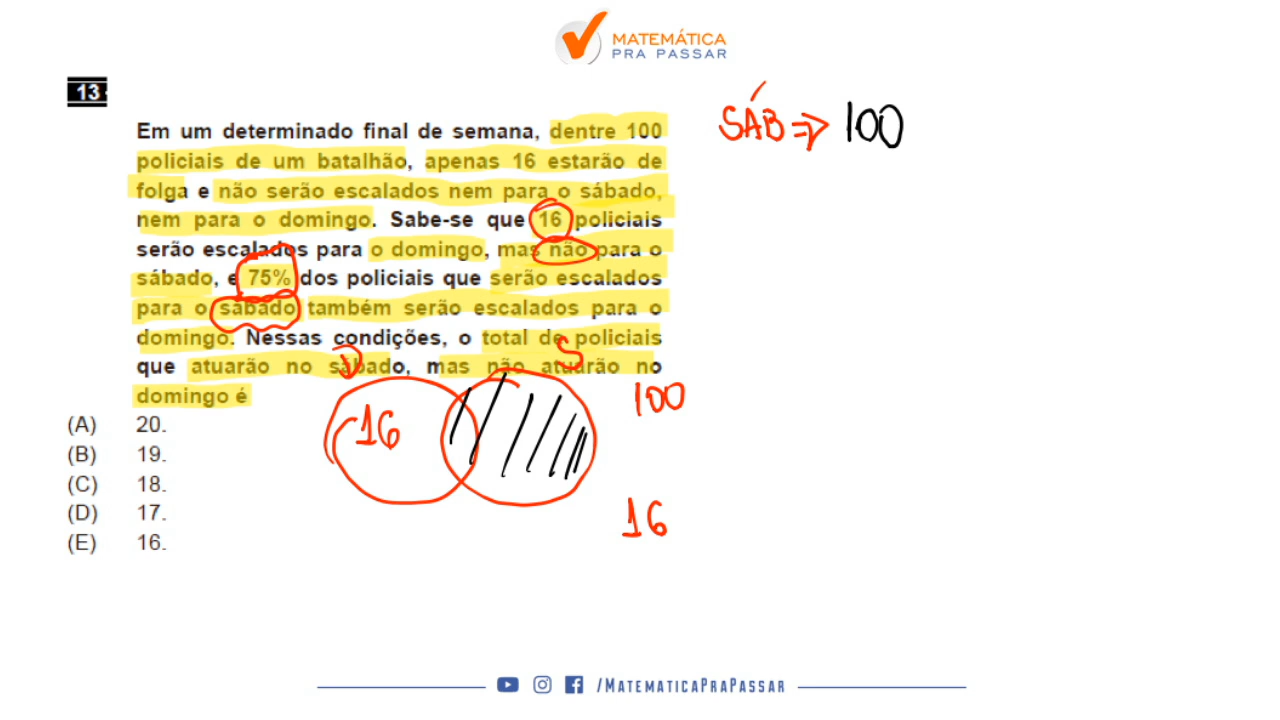 MATEMÁTICA
PRA PASSAR
13
SÁB => 100
Em um determinado final de semana, dentre 100
policiais de um batalhão, apenas 16 estarão de
folga e não serão escalados nem para o sábado,
nem para o domingo. Sabe-se que 16 policiais
serão escalados para o domingo, mas não para o
sábado, e 75% dos policiais que serão escalados
para o sábado também serão escalados para o
domingo. Nessas condições, o total de policiais
que atuarão no sábado, mas não atuarão no
domingo é
D
S
100
16
16
(A) 20.
(B) 19.
(C) 18.
(D) 17.
(E) 16.
/MATEMATICAPRAPASSAR